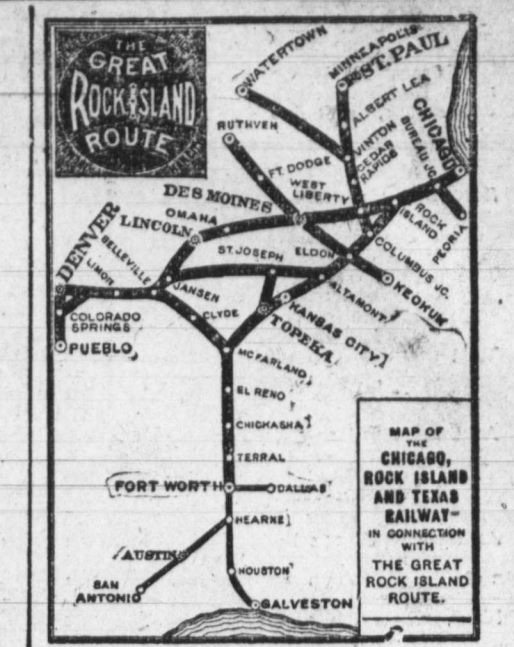 THE
GREAT
ROCK ISLAND
ROUTE
WATERTOWN
MINNEAPOLIS
ST. PAUL
ALBERT LEA
CHICAGO
BUREAU JC.
RUTHVEN
VINTON
CEDAR
RAPIDS
FT. DODGE
WEST
LIBERTY
DES MOINES
OMAHA
LINCOLN
ROCK
ISLAND
PEORIA
DENVER
BELLEVILLE
LIMON
ST. JOSEPH
ELDON
COLUMBUS JC.
KEOKUK
JANSEN
ALTAMONT
CLYDE
KANSAS CITY
TOPEKA
COLORADO
SPRINGS
PUEBLO
MCFARLAND
EL RENO
CHICKASHA
TERRAL
FORT WORTH
DALLAS
HEARNE
AUSTIN
HOUSTON
SAN
ANTONIO
GALVESTON
MAP OF
THE
CHICAGO,
ROCK ISLAND
AND TEXAS
RAILWAY
IN CONNECTION
WITH
THE GREAT
ROCK ISLAND
ROUTE.